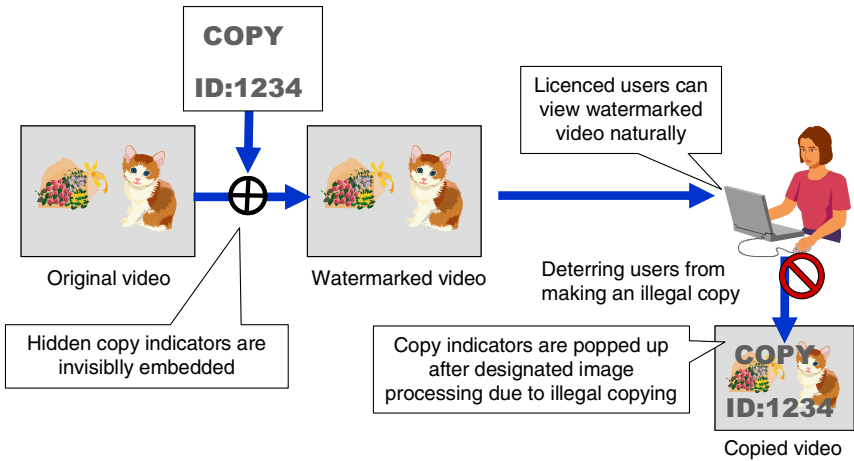 COPY
ID:1234
Licenced users can
view watermarked
video naturally
Original video
Watermarked video
Hidden copy indicators are
invisiblly embedded
Deterring users from
making an illegal copy
Copy indicators are popped up
after designated image
processing due to illegal copying
COPY
ID:1234
Copied video